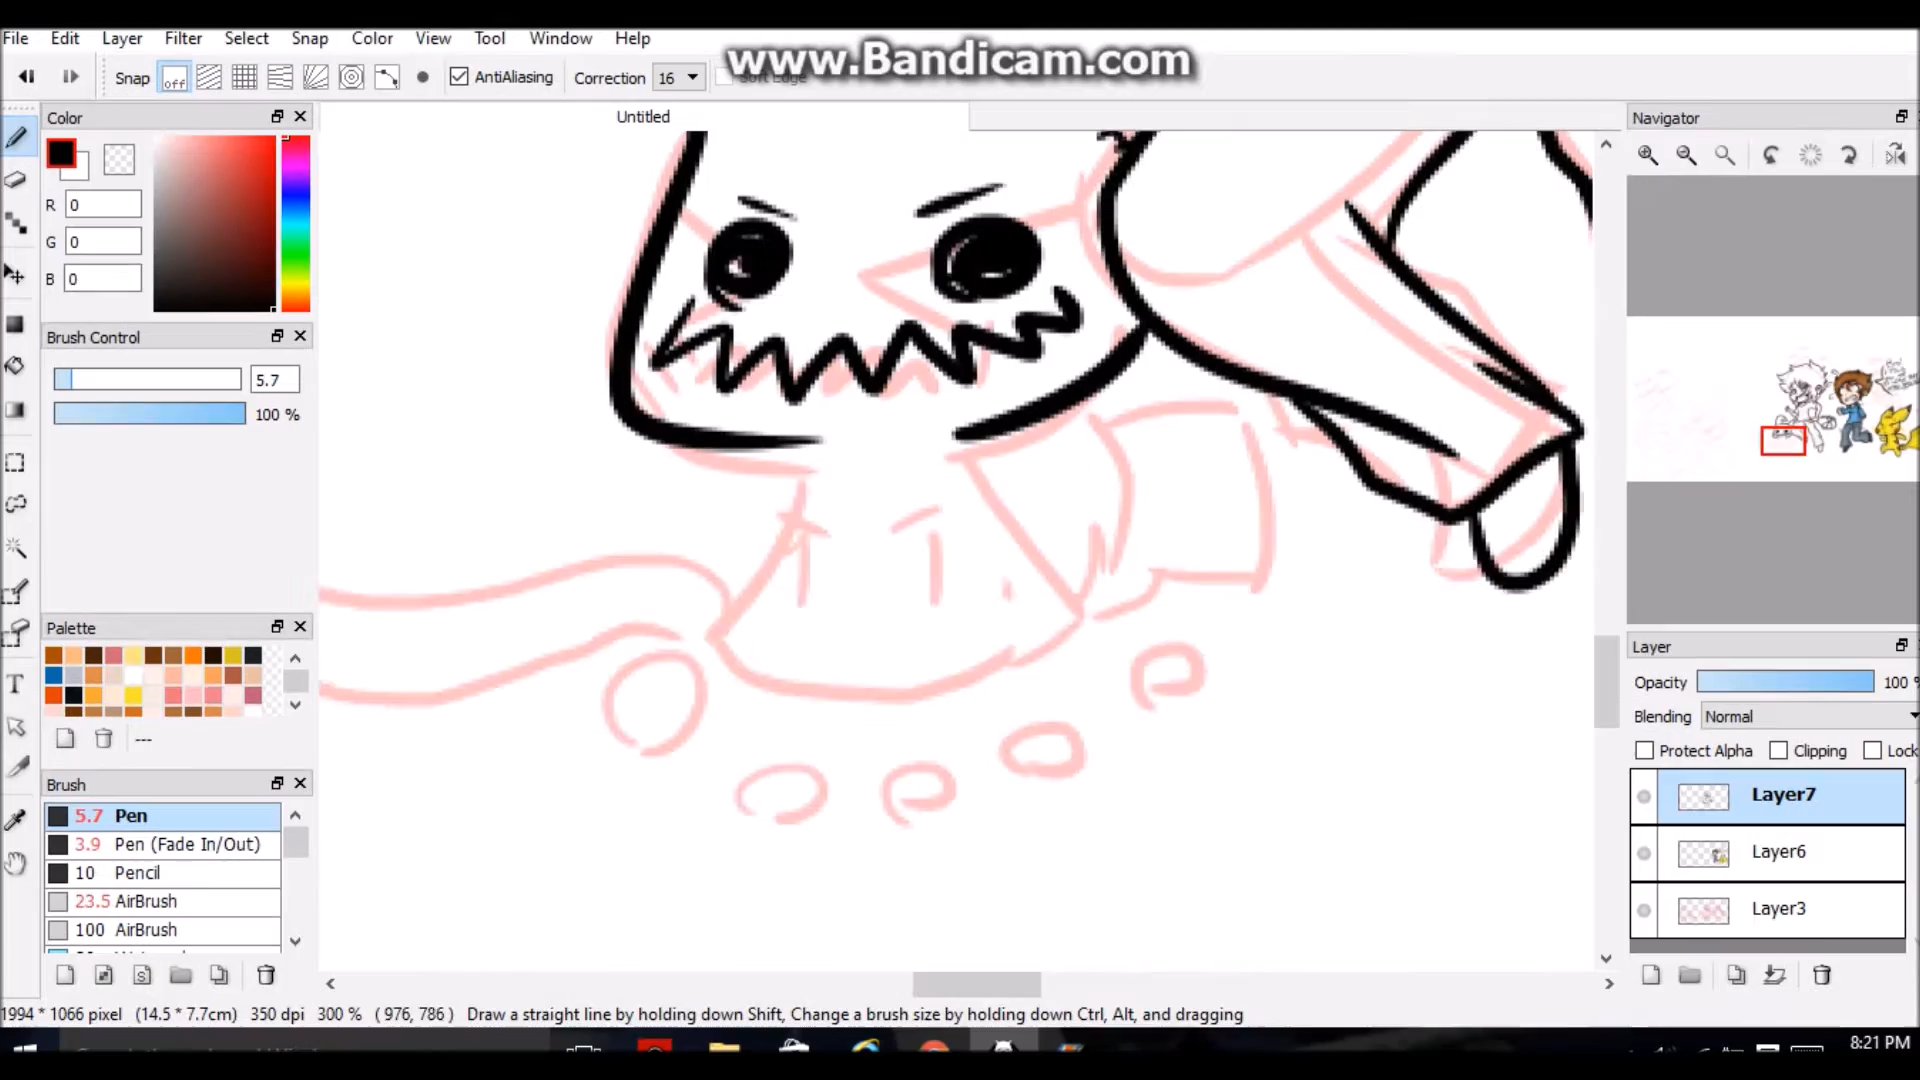 www.Bandicam.com
File Edit Layer Filter Select Snap Color View Tool Window Help
Snap off AntiAliasing Correction 16 Soft Edge
Color
Untitled
Navigator
R 0
G 0
B 0
Brush Control
5.7
100 %
Palette
---
Brush
5.7 Pen
3.9 Pen (Fade In/Out)
10 Pencil
23.5 AirBrush
100 AirBrush
Layer
Opacity 100 %
Blending Normal
Protect Alpha Clipping Lock
Layer7
Layer6
Layer3
1994 * 1066 pixel (14.5 * 7.7cm) 350 dpi 300 % ( 976, 786 ) Draw a straight line by holding down Shift, Change a brush size by holding down Ctrl, Alt, and dragging
8:21 PM